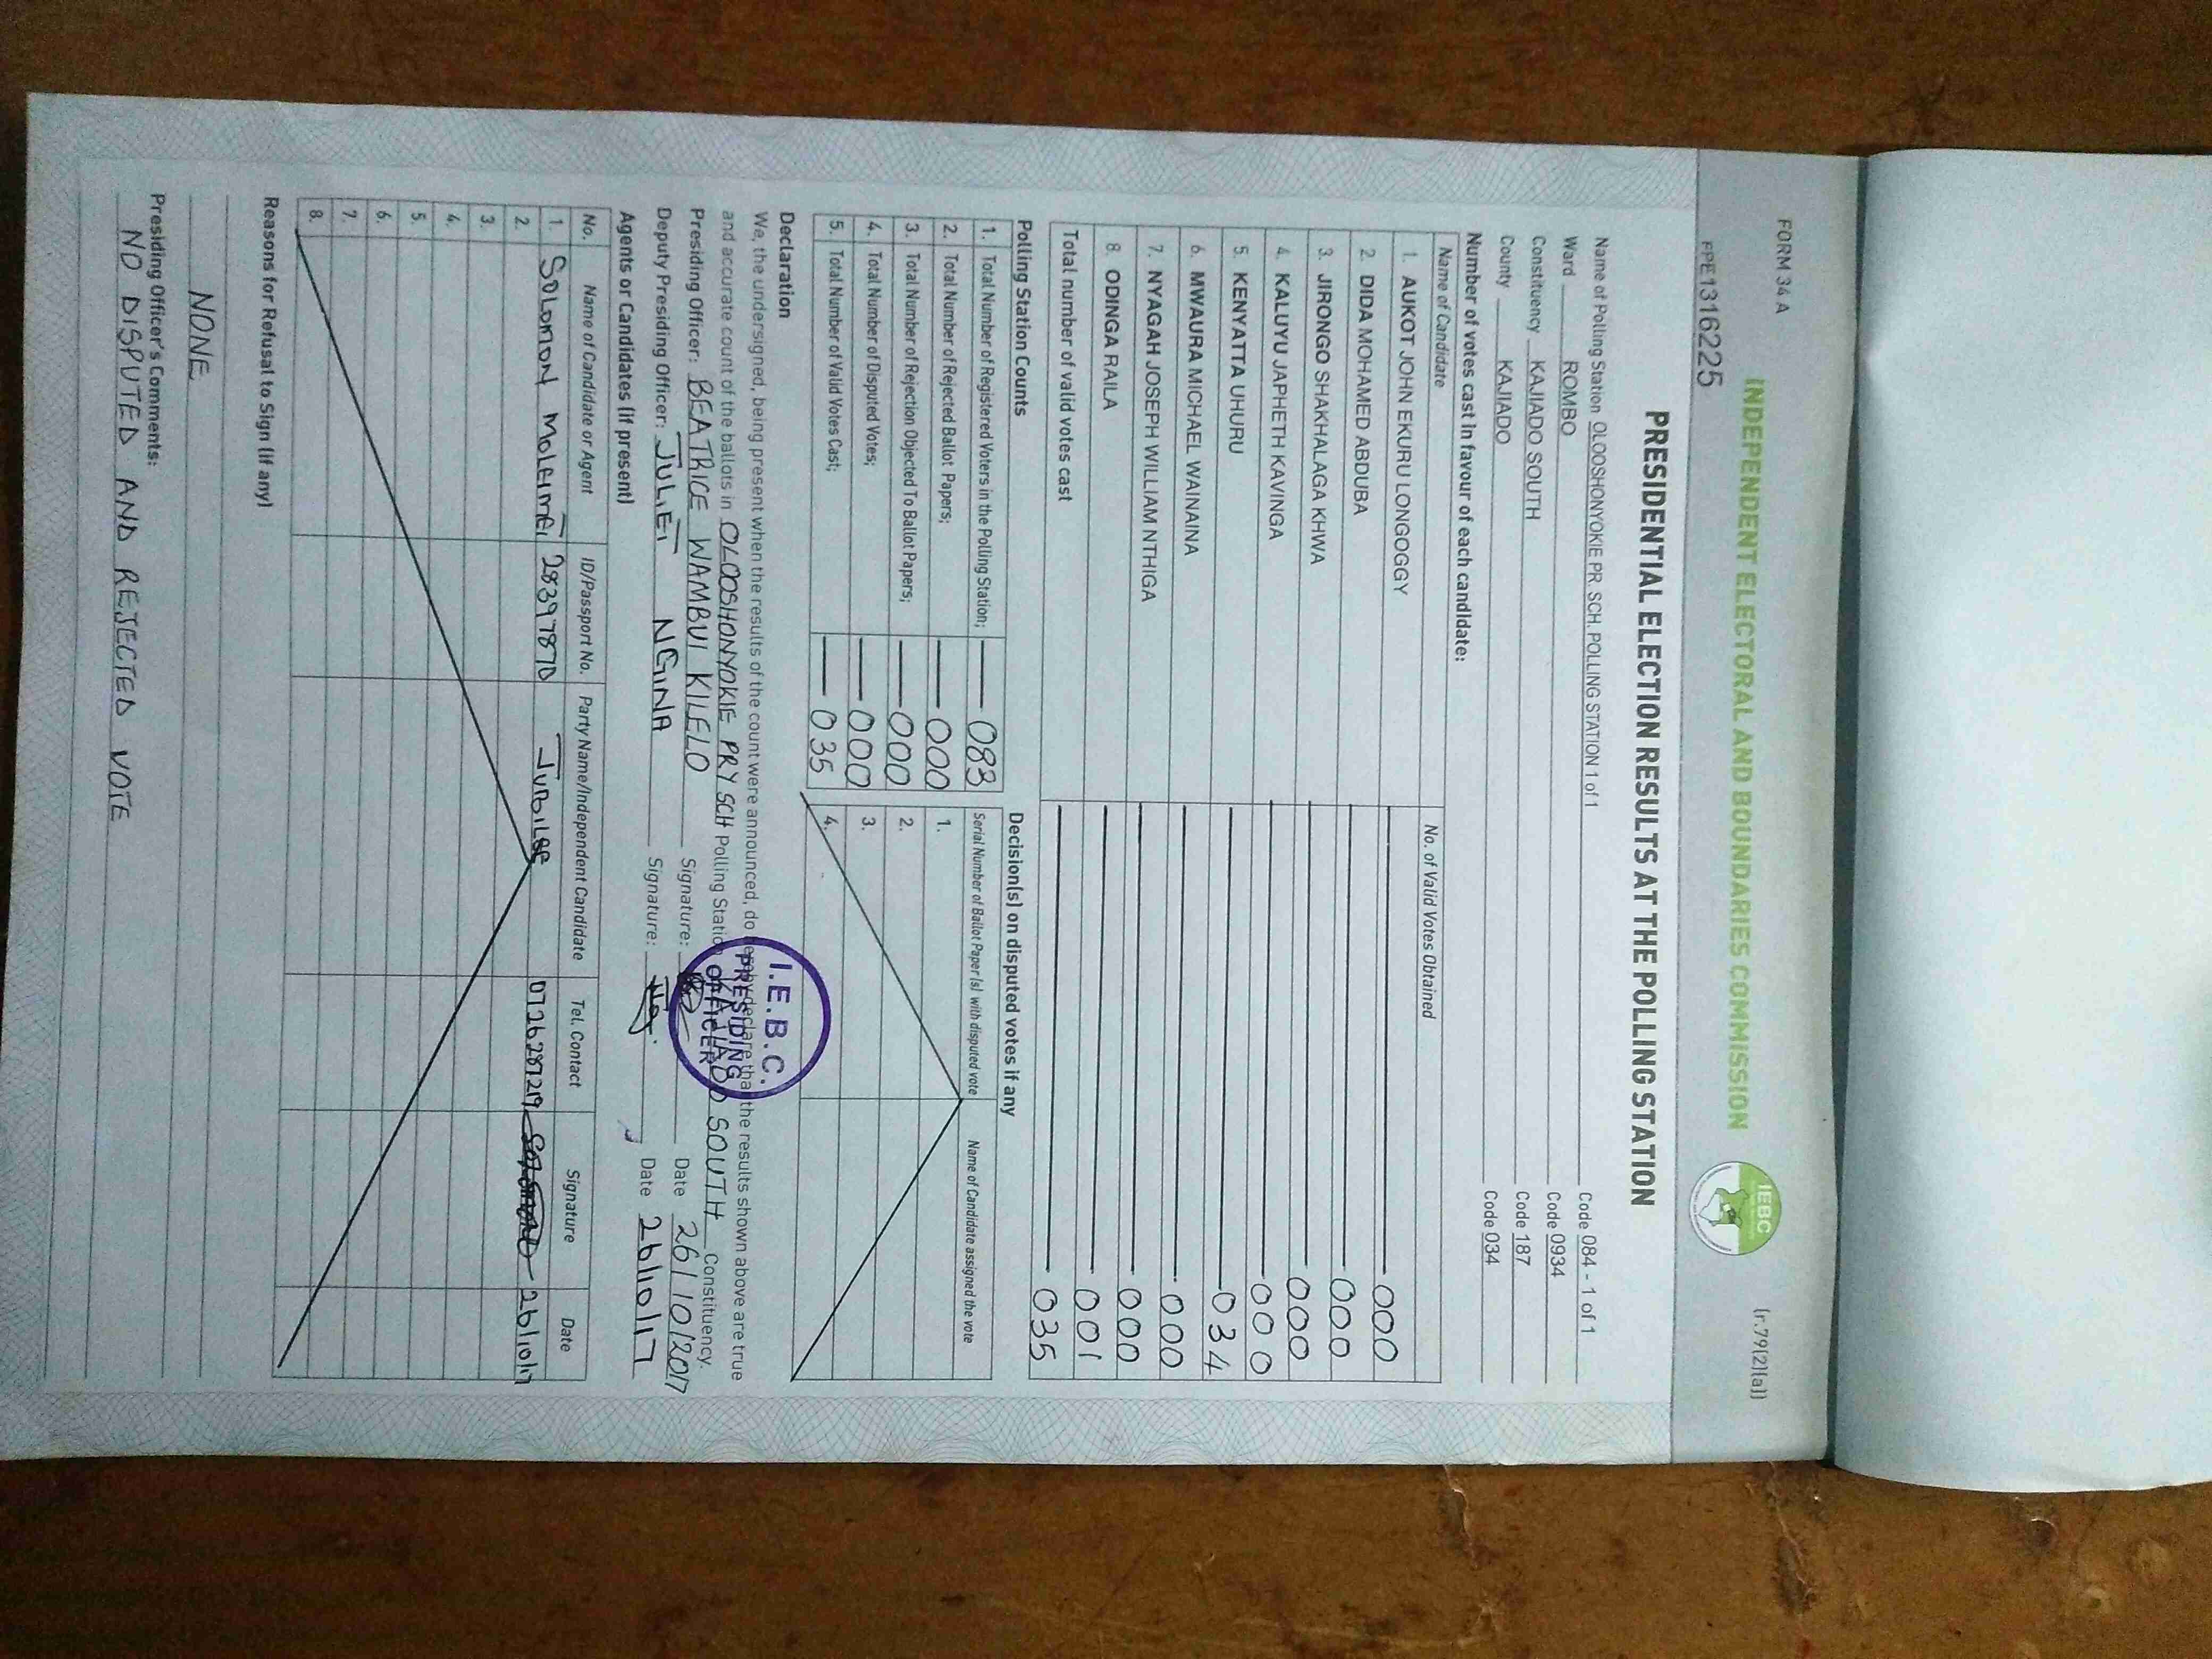 FORM 34 A
(r.79(2)(a))
INDEPENDENT ELECTORAL AND BOUNDARIES COMMISSION
IEBC
PPE1316225
PRESIDENTIAL ELECTION RESULTS AT THE POLLING STATION
Name of Polling Station OLOOSHONYOKIE PR. SCH. POLLING STATION 1 of 1 Code 084 - 1 of 1
Ward ROMBO Code 0934
Constituency KAJIADO SOUTH Code 187
County KAJIADO Code 034
Number of votes cast in favour of each candidate:
Name of Candidate No. of Valid Votes Obtained
1. AUKOT JOHN EKURU LONGOGGY 000
2. DIDA MOHAMED ABDUBA 000
3. JIRONGO SHAKHALAGA KHWA 000
4. KALUYU JAPHETH KAVINGA 000
5. KENYATTA UHURU 034
6. MWAURA MICHAEL WAINAINA 000
7. NYAGAH JOSEPH WILLIAM NTHIGA 000
8. ODINGA RAILA 001
Total number of valid votes cast 035
Polling Station Counts
1. Total Number of Registered Voters in the Polling Station; 083
2. Total Number of Rejected Ballot Papers; 000
3. Total Number of Rejection Objected To Ballot Papers; 000
4. Total Number of Disputed Votes; 000
5. Total Number of Valid Votes Cast; 035
Decision(s) on disputed votes if any
Serial Number of Ballot Paper (s) with disputed vote Name of Candidate assigned the vote
1.
2.
3.
4.
Declaration
We, the undersigned, being present when the results of the count were announced, do hereby declare that the results shown above are true
and accurate count of the ballots in OLOOSHONYOKIE PRY SCH Polling Station KAJIADO SOUTH Constituency.
Presiding Officer: BEATRICE WAMBUI KILELO Signature: Date 26/10/2017
Deputy Presiding Officer: JULIET NGINA Signature: Date 26/10/17
I.E.B.C.
PRESIDING
OFFICER
Agents or Candidates (if present)
No. Name of Candidate or Agent ID/Passport No. Party Name/Independent Candidate Tel. Contact Signature Date
1. SOLOMON 28397870 JUBILEE 0726287219 26/10/17
2.
3.
4.
5.
6.
7.
8.
Reasons for Refusal to Sign (if any)
NONE
Presiding Officer's Comments:
NO DISPUTED AND REJECTED VOTE